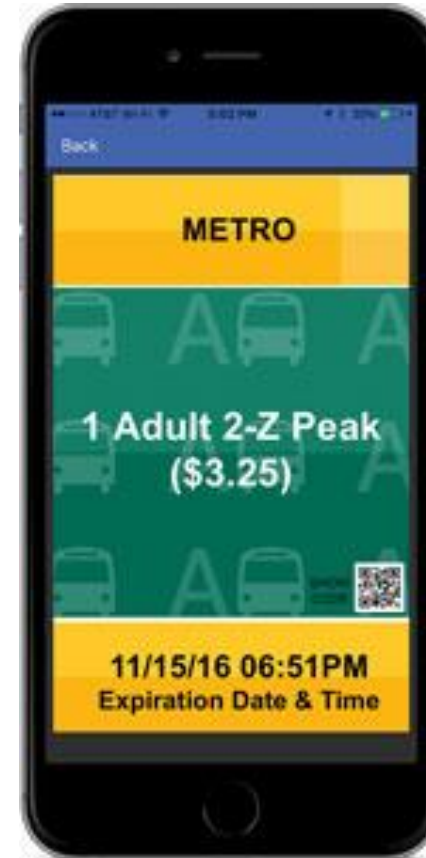 Back
METRO
1 Adult 2-Z Peak
($3.25)
11/15/16 06:51PM
Expiration Date & Time